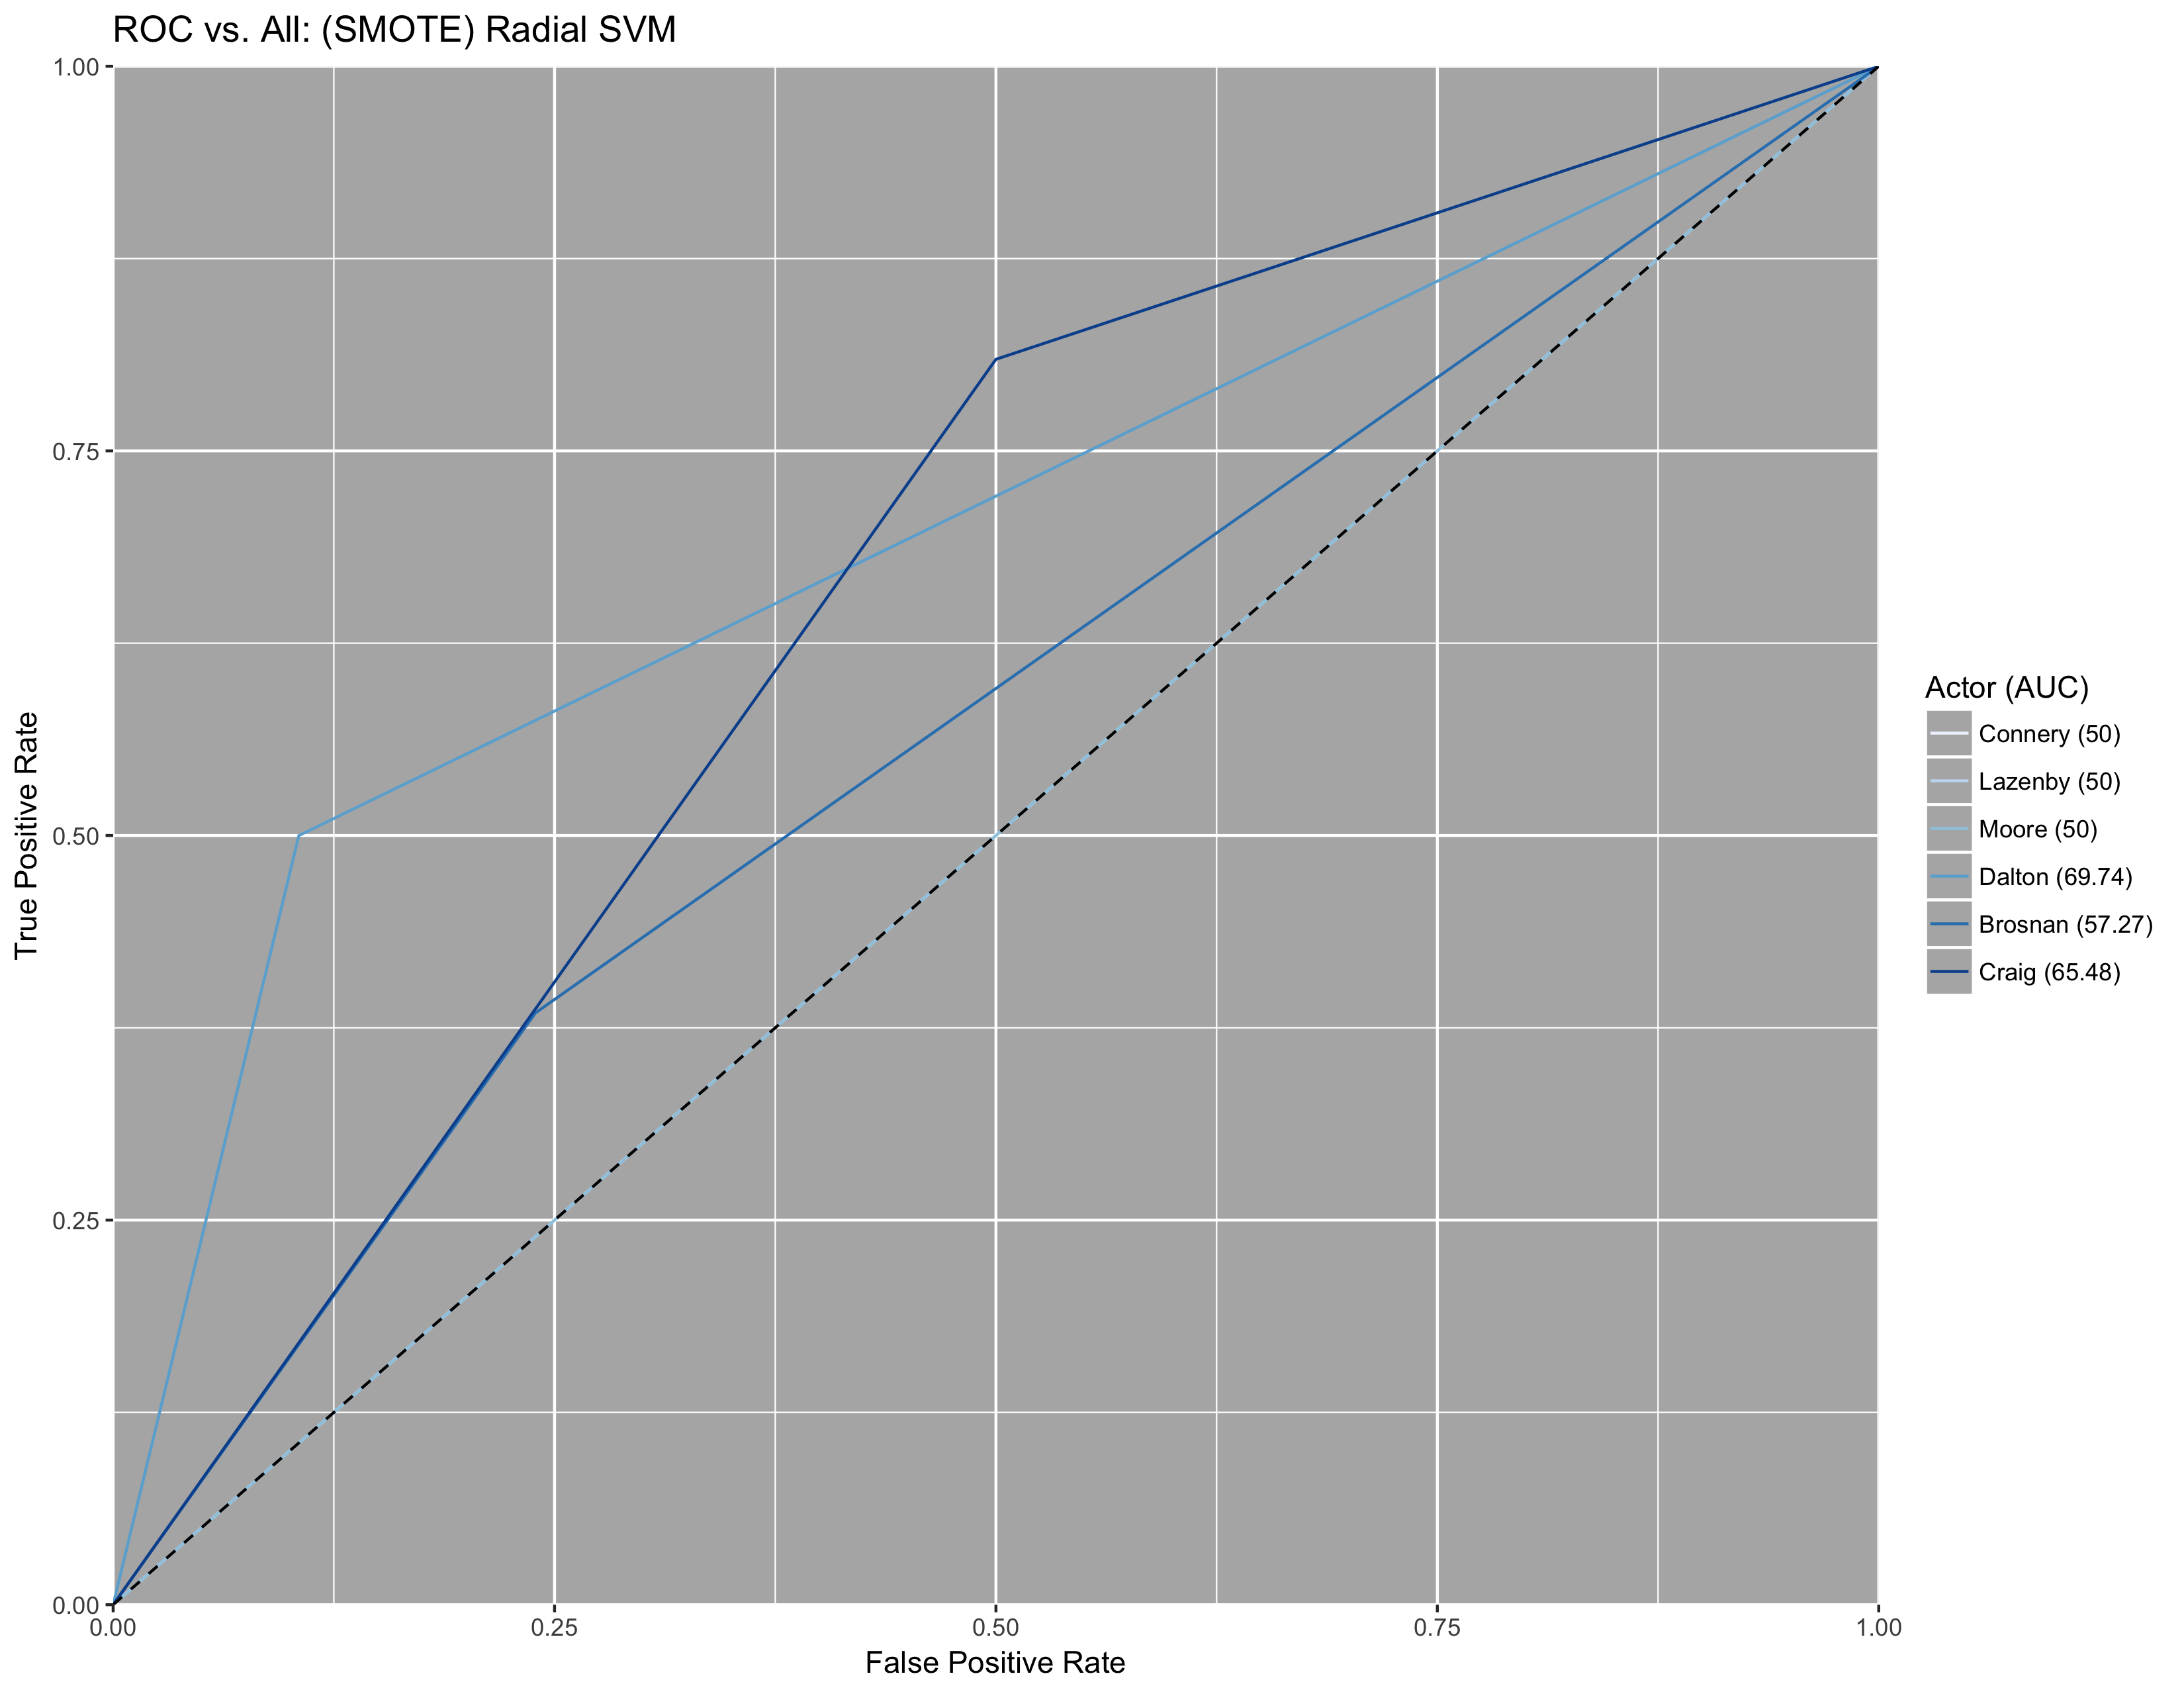 ROC vs. All: (SMOTE) Radial SVM
1.00
0.75
0.50
0.25
0.00
True Positive Rate
0.00 0.25 0.50 0.75 1.00
False Positive Rate
Actor (AUC)
Connery (50)
Lazenby (50)
Moore (50)
Dalton (69.74)
Brosnan (57.27)
Craig (65.48)